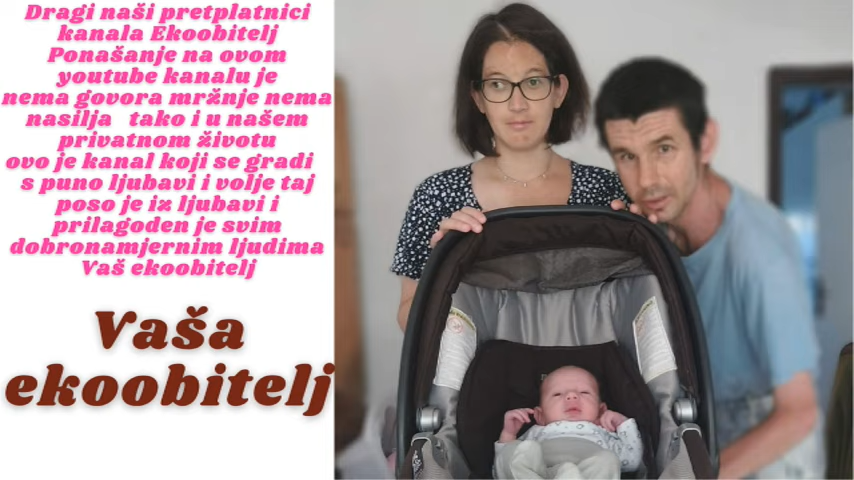 Dragi naši pretplatnici
kanala Ekoobitelj
Ponašanje na ovom
youtube kanalu je
nema govora mržnje nema
nasilja tako i u našem
privatnom životu
ovo je kanal koji se gradi
s puno ljubavi i volje taj
poso je iz ljubavi i
prilagođen je svim
dobronamjernim ljudima
Vaš ekoobitelj
Vaša
ekoobitelj